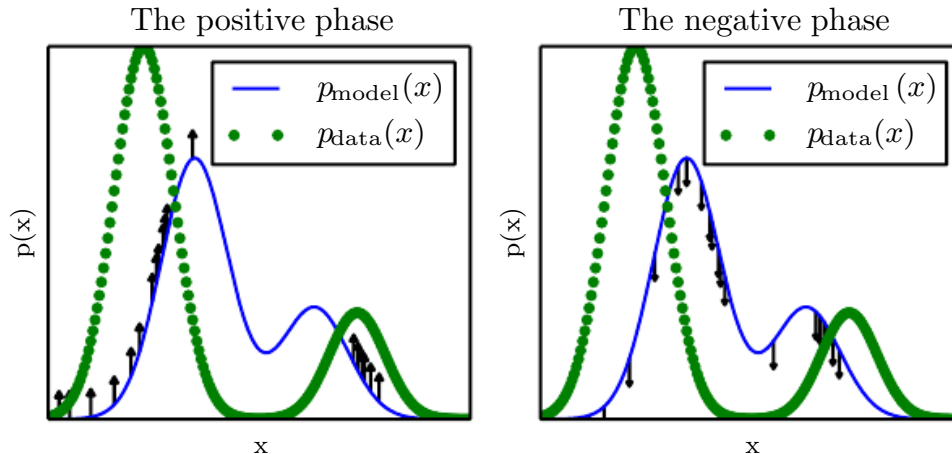 The positive phase
p_model(x)
p_data(x)
p(x)
x
The negative phase
p_model(x)
p_data(x)
p(x)
x